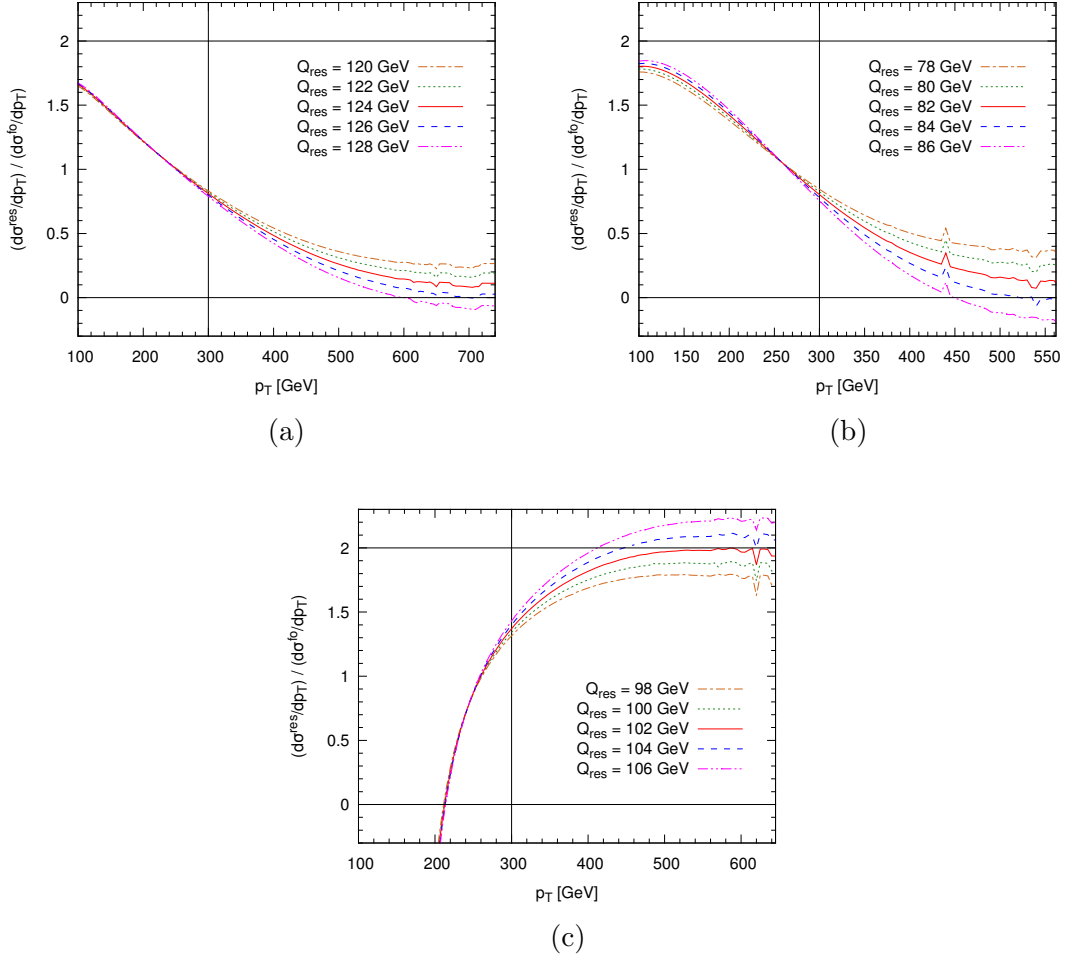 (dσ^res/dp_T) / (dσ^fo/dp_T)
2
1.5
1
0.5
0
Q_res = 120 GeV
Q_res = 122 GeV
Q_res = 124 GeV
Q_res = 126 GeV
Q_res = 128 GeV
100 200 300 400 500 600 700
p_T [GeV]
(a)
(dσ^res/dp_T) / (dσ^fo/dp_T)
2
1.5
1
0.5
0
Q_res = 78 GeV
Q_res = 80 GeV
Q_res = 82 GeV
Q_res = 84 GeV
Q_res = 86 GeV
100 150 200 250 300 350 400 450 500 550
p_T [GeV]
(b)
(dσ^res/dp_T) / (dσ^fo/dp_T)
2
1.5
1
0.5
0
Q_res = 98 GeV
Q_res = 100 GeV
Q_res = 102 GeV
Q_res = 104 GeV
Q_res = 106 GeV
100 200 300 400 500 600
p_T [GeV]
(c)